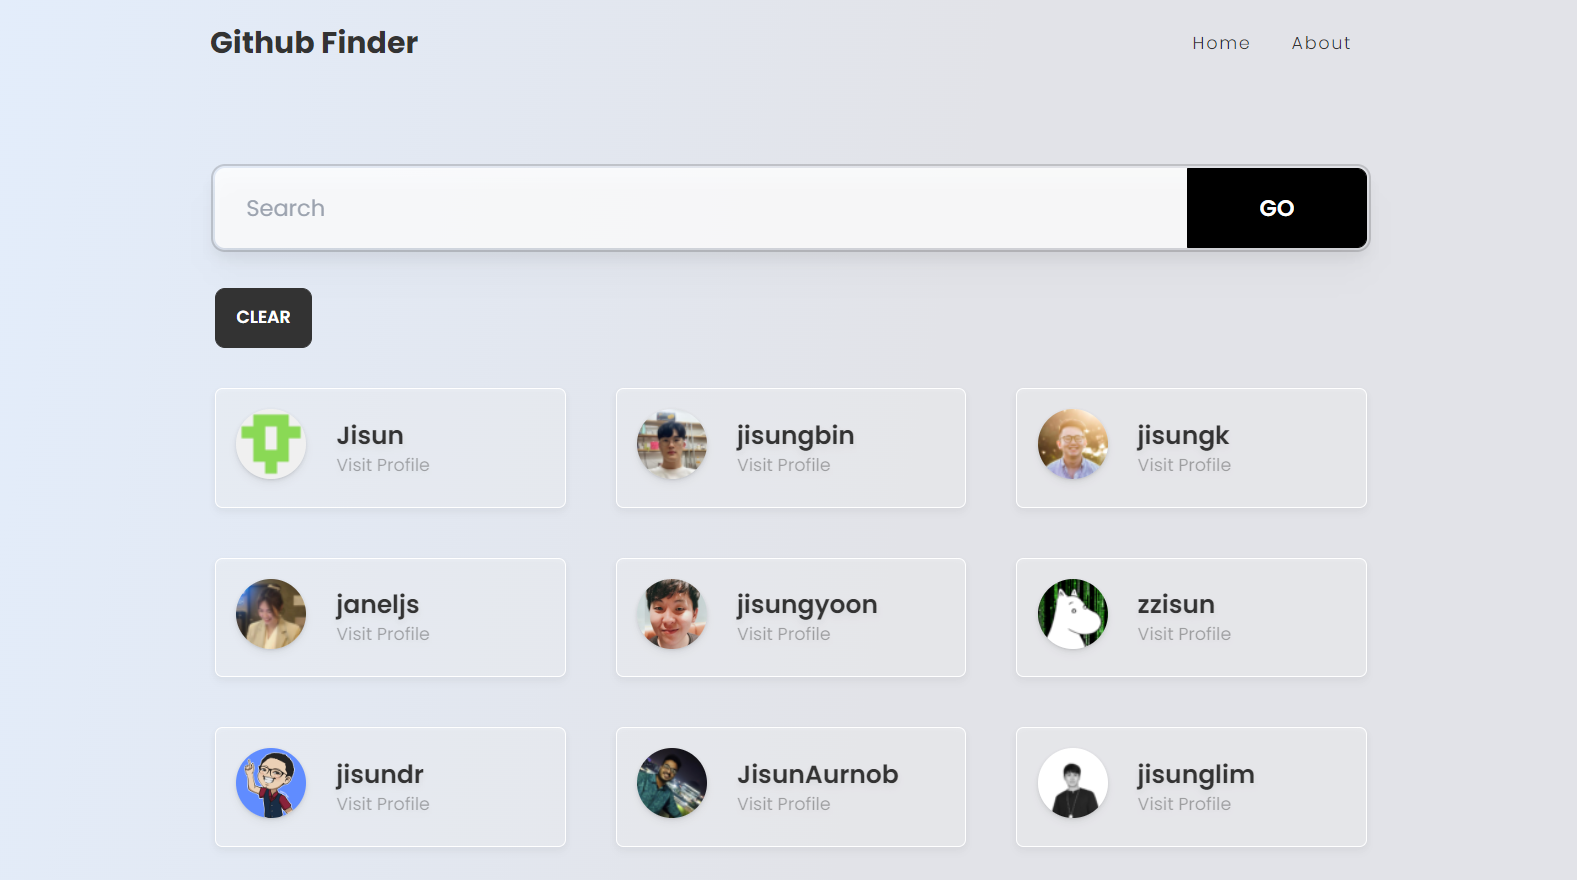 Github Finder
Home
About
Search
GO
CLEAR
Jisun
Visit Profile
jisungbin
Visit Profile
jisungk
Visit Profile
janeljs
Visit Profile
jisungyoon
Visit Profile
zzisun
Visit Profile
jisundr
Visit Profile
JisunAurnob
Visit Profile
jisunglim
Visit Profile